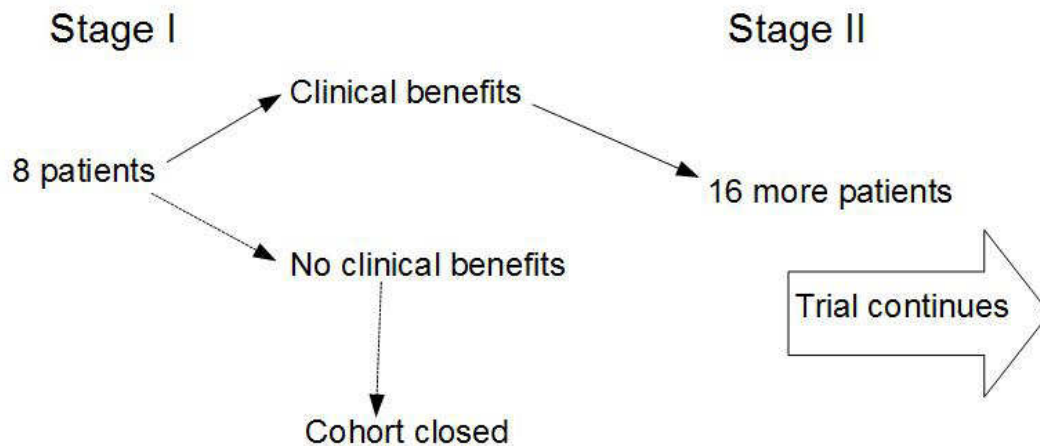 Stage I
Stage II
Clinical benefits
8 patients
16 more patients
No clinical benefits
Trial continues
Cohort closed